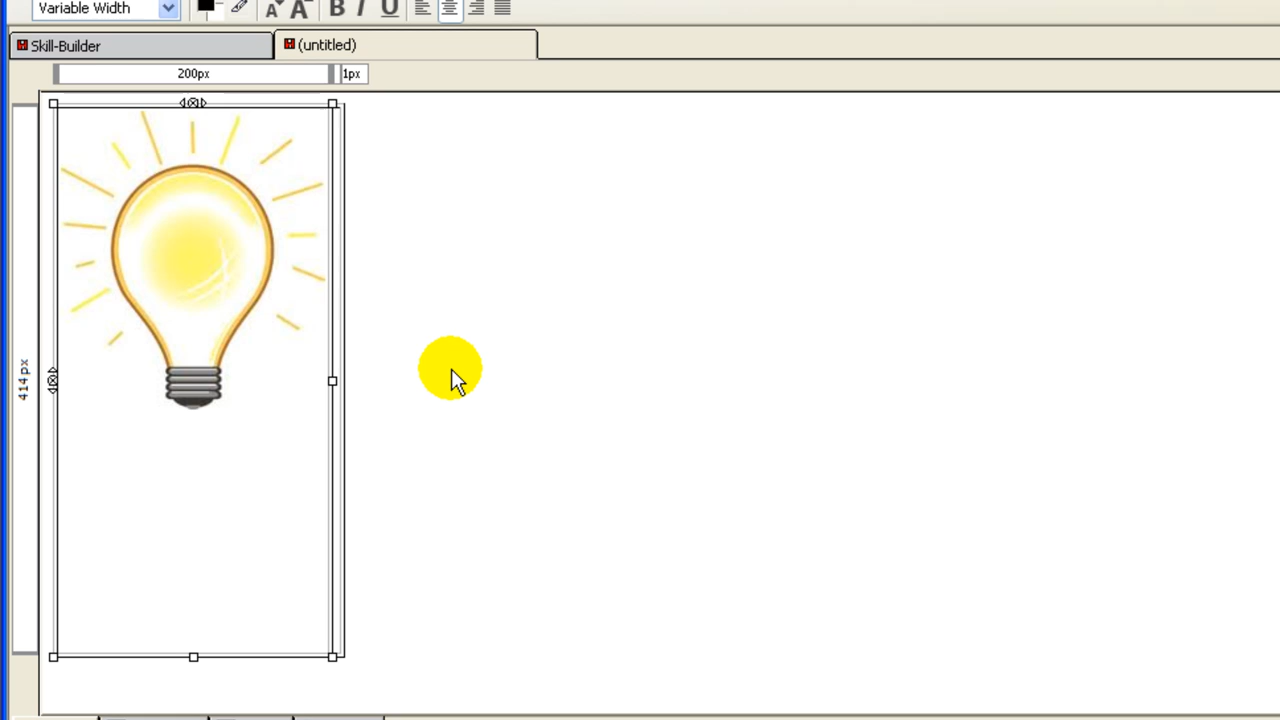 Variable Width
A A B I U
Skill-Builder
(untitled)
200px
1px
414 px